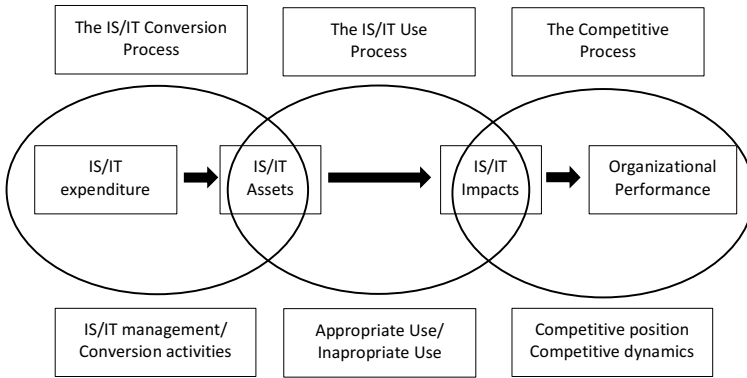 The IS/IT Conversion
Process
The IS/IT Use
Process
The Competitive
Process
IS/IT
expenditure
IS/IT
Assets
IS/IT
Impacts
Organizational
Performance
IS/IT management/
Conversion activities
Appropriate Use/
Inapropriate Use
Competitive position
Competitive dynamics